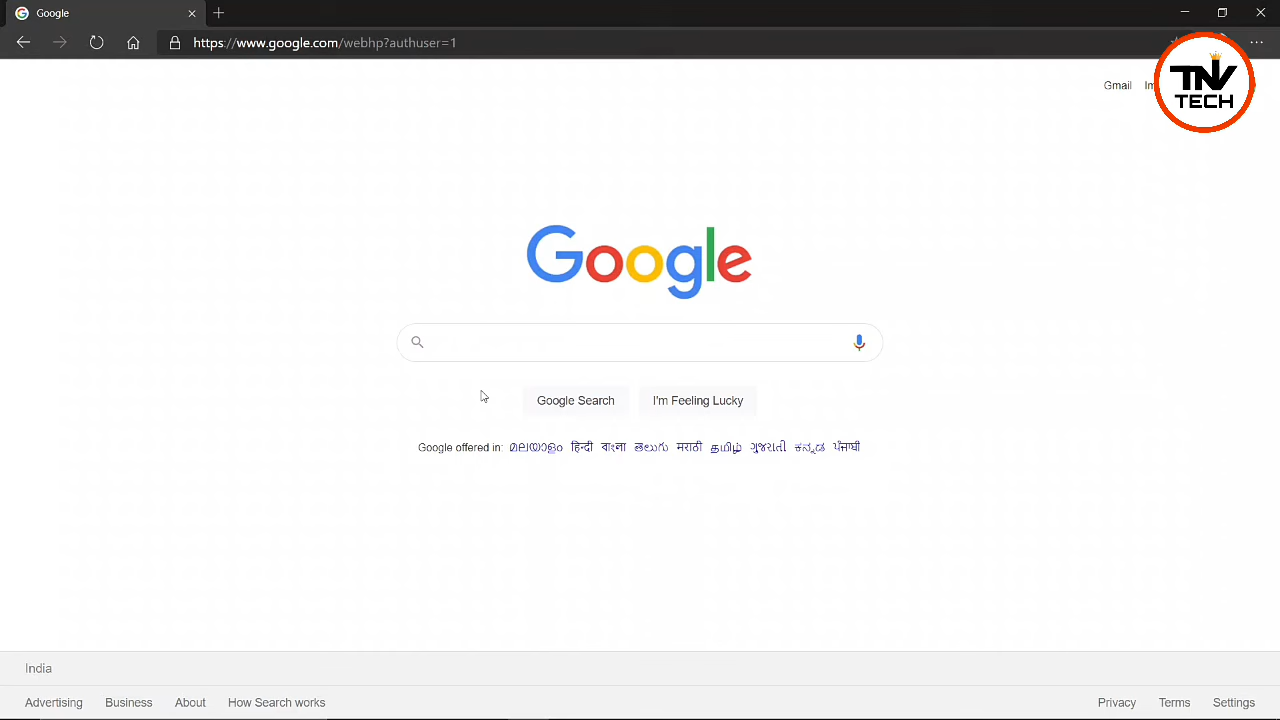 Google
https://www.google.com/webhp?authuser=1
Gmail
TNV
TECH
Google
Google Search
I'm Feeling Lucky
Google offered in: മലയാളം हिन्दी বাংলা తెలుగు मराठी தமிழ் ગુજરાતી ಕನ್ನಡ ਪੰਜਾਬੀ
India
Advertising Business About How Search works
Privacy Terms Settings